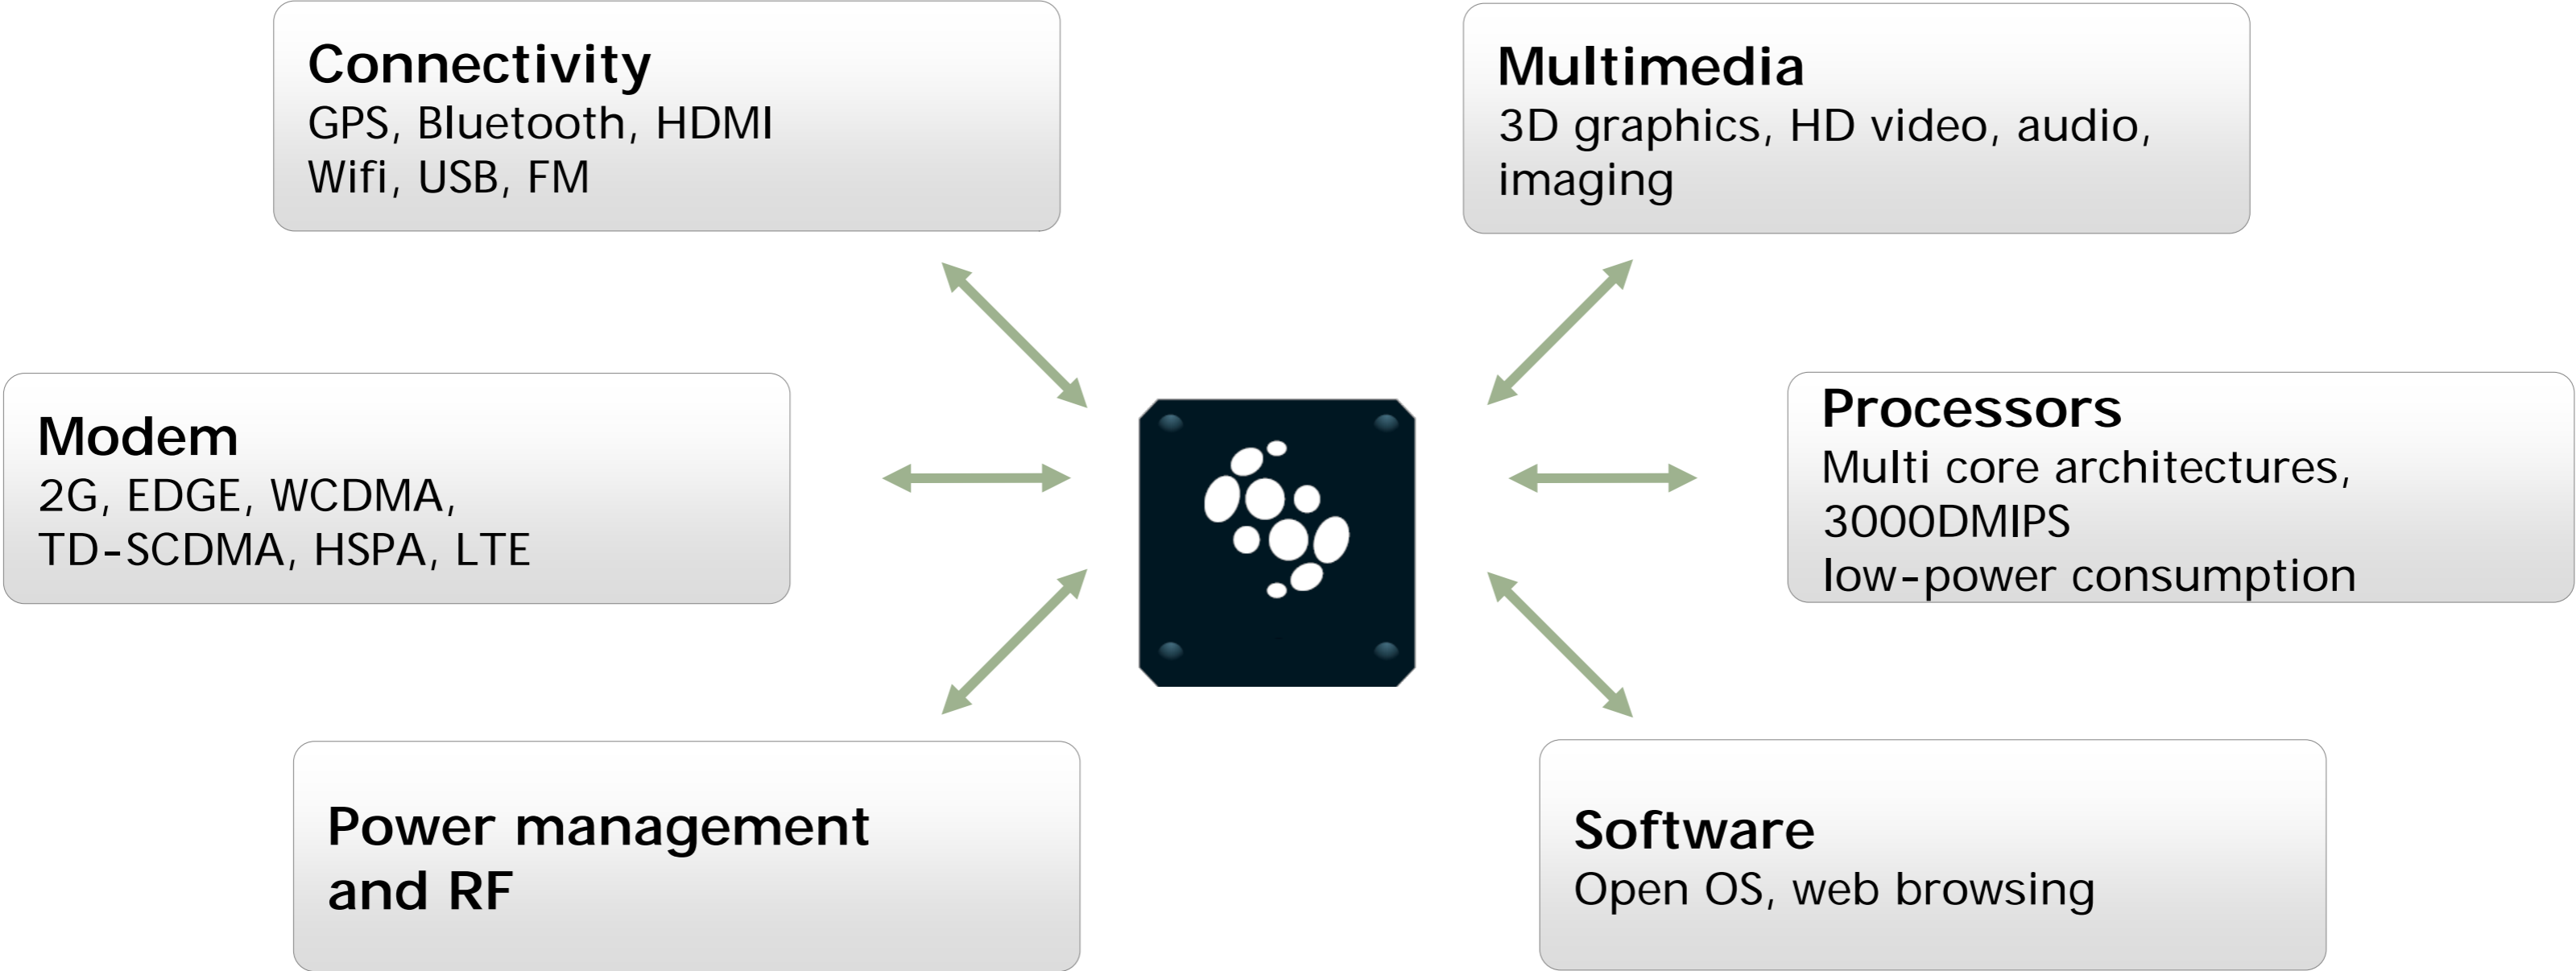 Connectivity
GPS, Bluetooth, HDMI
Wifi, USB, FM
Multimedia
3D graphics, HD video, audio,
imaging
Modem
2G, EDGE, WCDMA,
TD-SCDMA, HSPA, LTE
Processors
Multi core architectures,
3000DMIPS
low-power consumption
Power management
and RF
Software
Open OS, web browsing